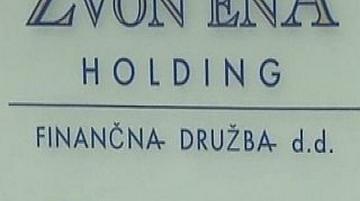 ZVON ENA
HOLDING
FINANČNA DRUŽBA d.d.